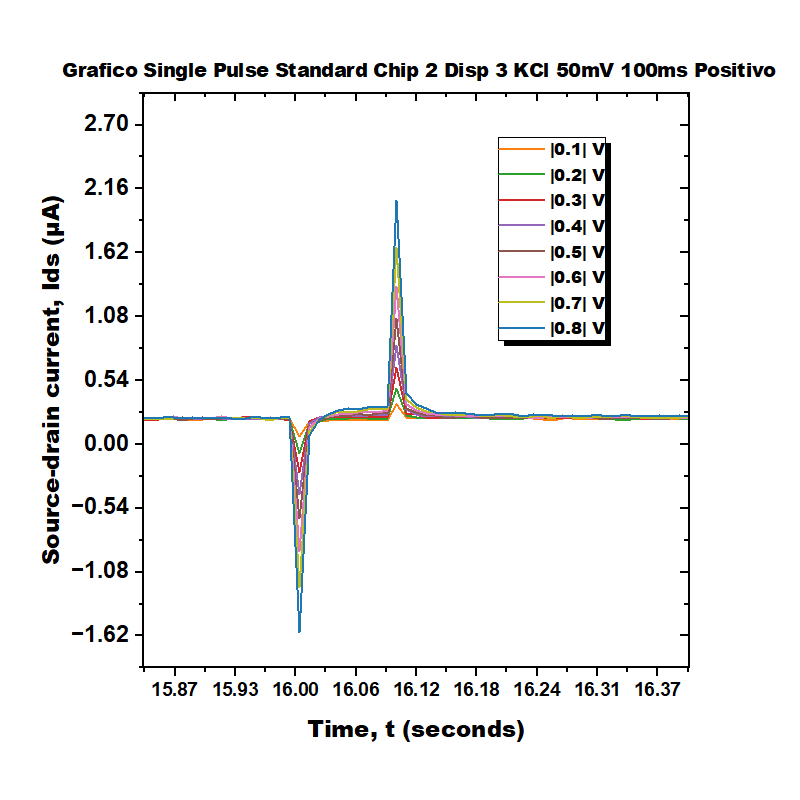 Grafico Single Pulse Standard Chip 2 Disp 3 KCl 50mV 100ms Positivo
2.70
2.16
1.62
1.08
0.54
0.00
−0.54
−1.08
−1.62
Source-drain current, Ids (µA)
|0.1| V
|0.2| V
|0.3| V
|0.4| V
|0.5| V
|0.6| V
|0.7| V
|0.8| V
15.87 15.93 16.00 16.06 16.12 16.18 16.24 16.31 16.37
Time, t (seconds)